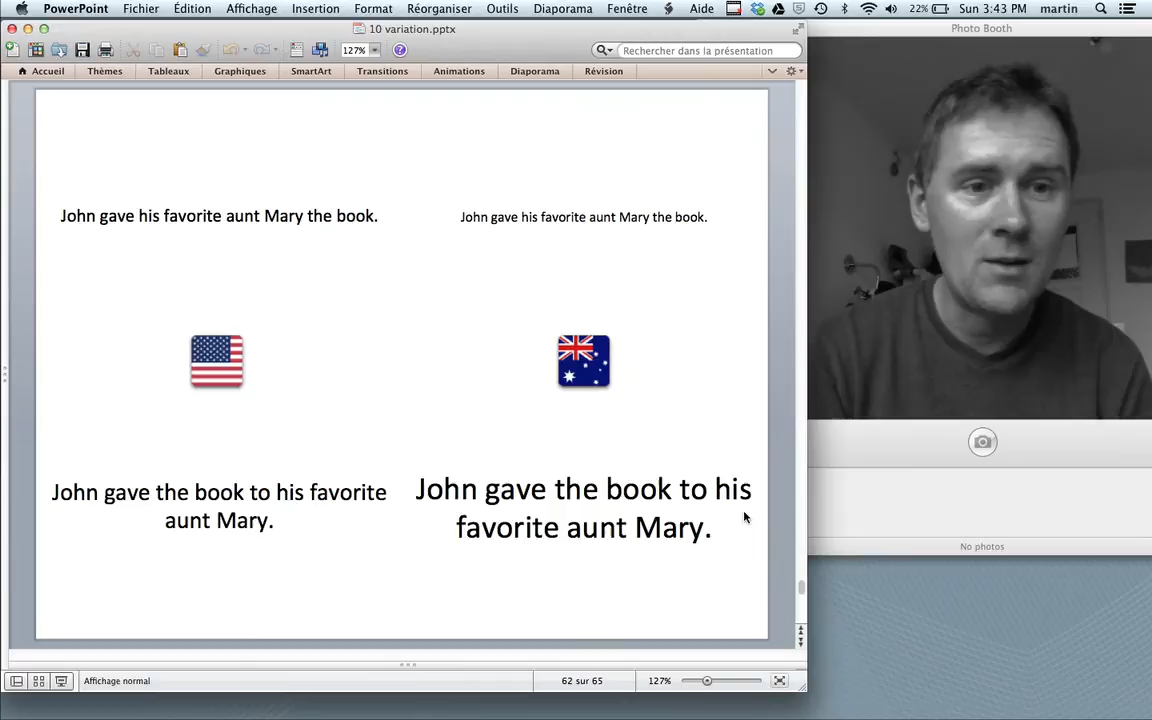 PowerPoint Fichier Édition Affichage Insertion Format Réorganiser Outils Diaporama Fenêtre Aide 22% Sun 3:43 PM martin
10 variation.pptx
Photo Booth
127% Rechercher dans la présentation
Accueil Thèmes Tableaux Graphiques SmartArt Transitions Animations Diaporama Révision
John gave his favorite aunt Mary the book.
John gave his favorite aunt Mary the book.
John gave the book to his favorite
aunt Mary.
John gave the book to his
favorite aunt Mary.
No photos
Affichage normal 62 sur 65 127%